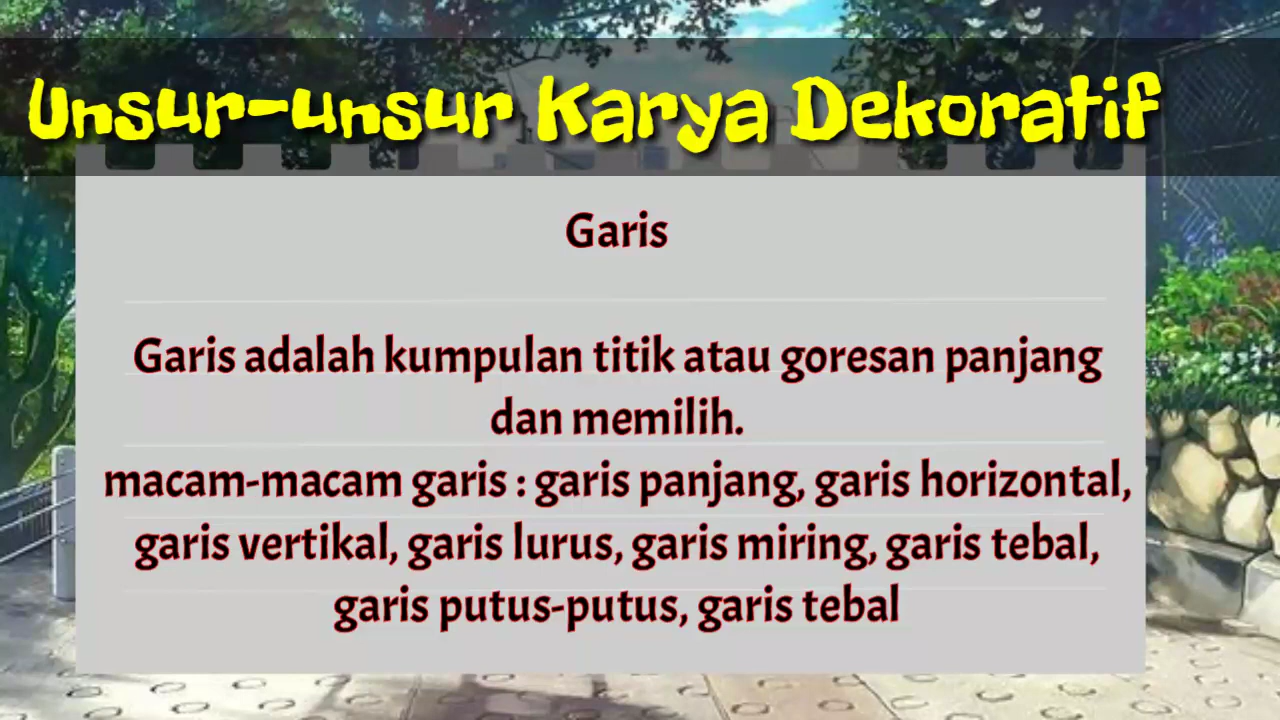 Unsur-unsur Karya Dekoratif
Garis
Garis adalah kumpulan titik atau goresan panjang
dan memilih.
macam-macam garis : garis panjang, garis horizontal,
garis vertikal, garis lurus, garis miring, garis tebal,
garis putus-putus, garis tebal